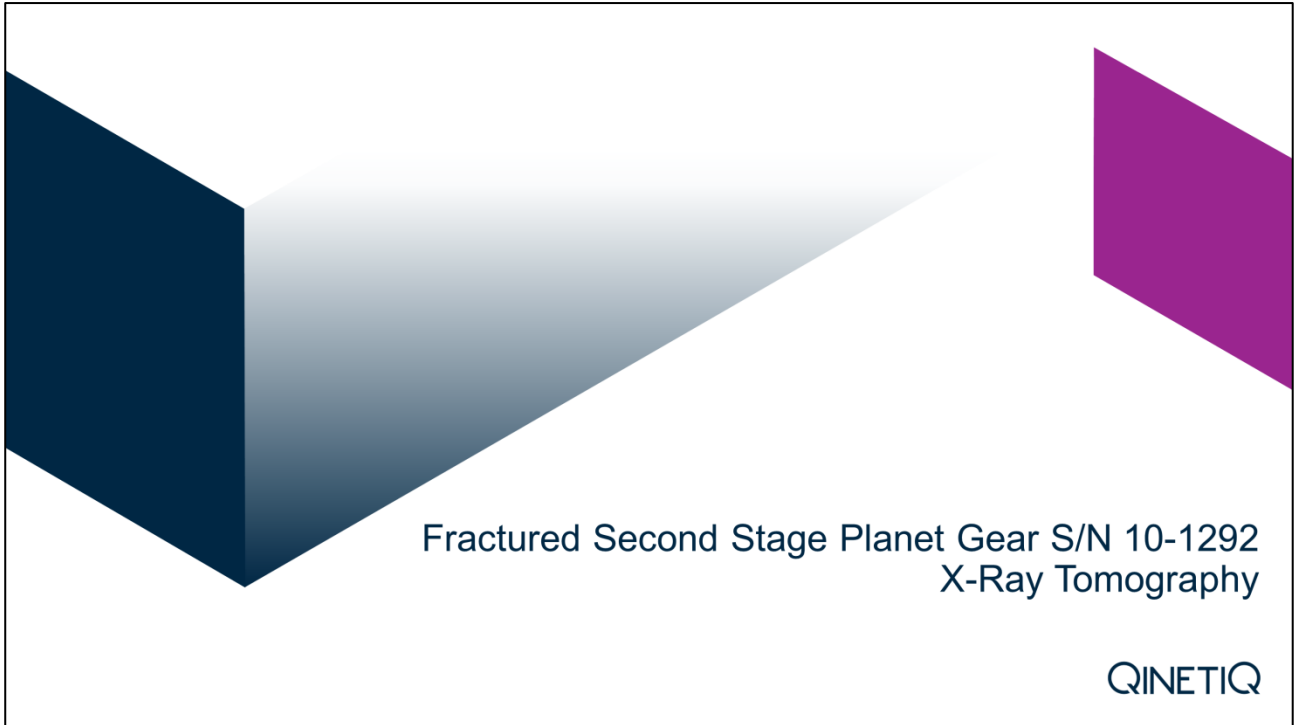 Fractured Second Stage Planet Gear S/N 10-1292
X-Ray Tomography
QINETIQ